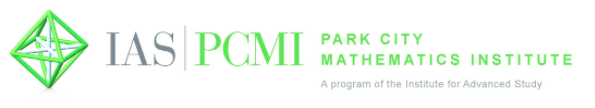 IAS|PCMI
PARK CITY
MATHEMATICS INSTITUTE
A program of the Institute for Advanced Study